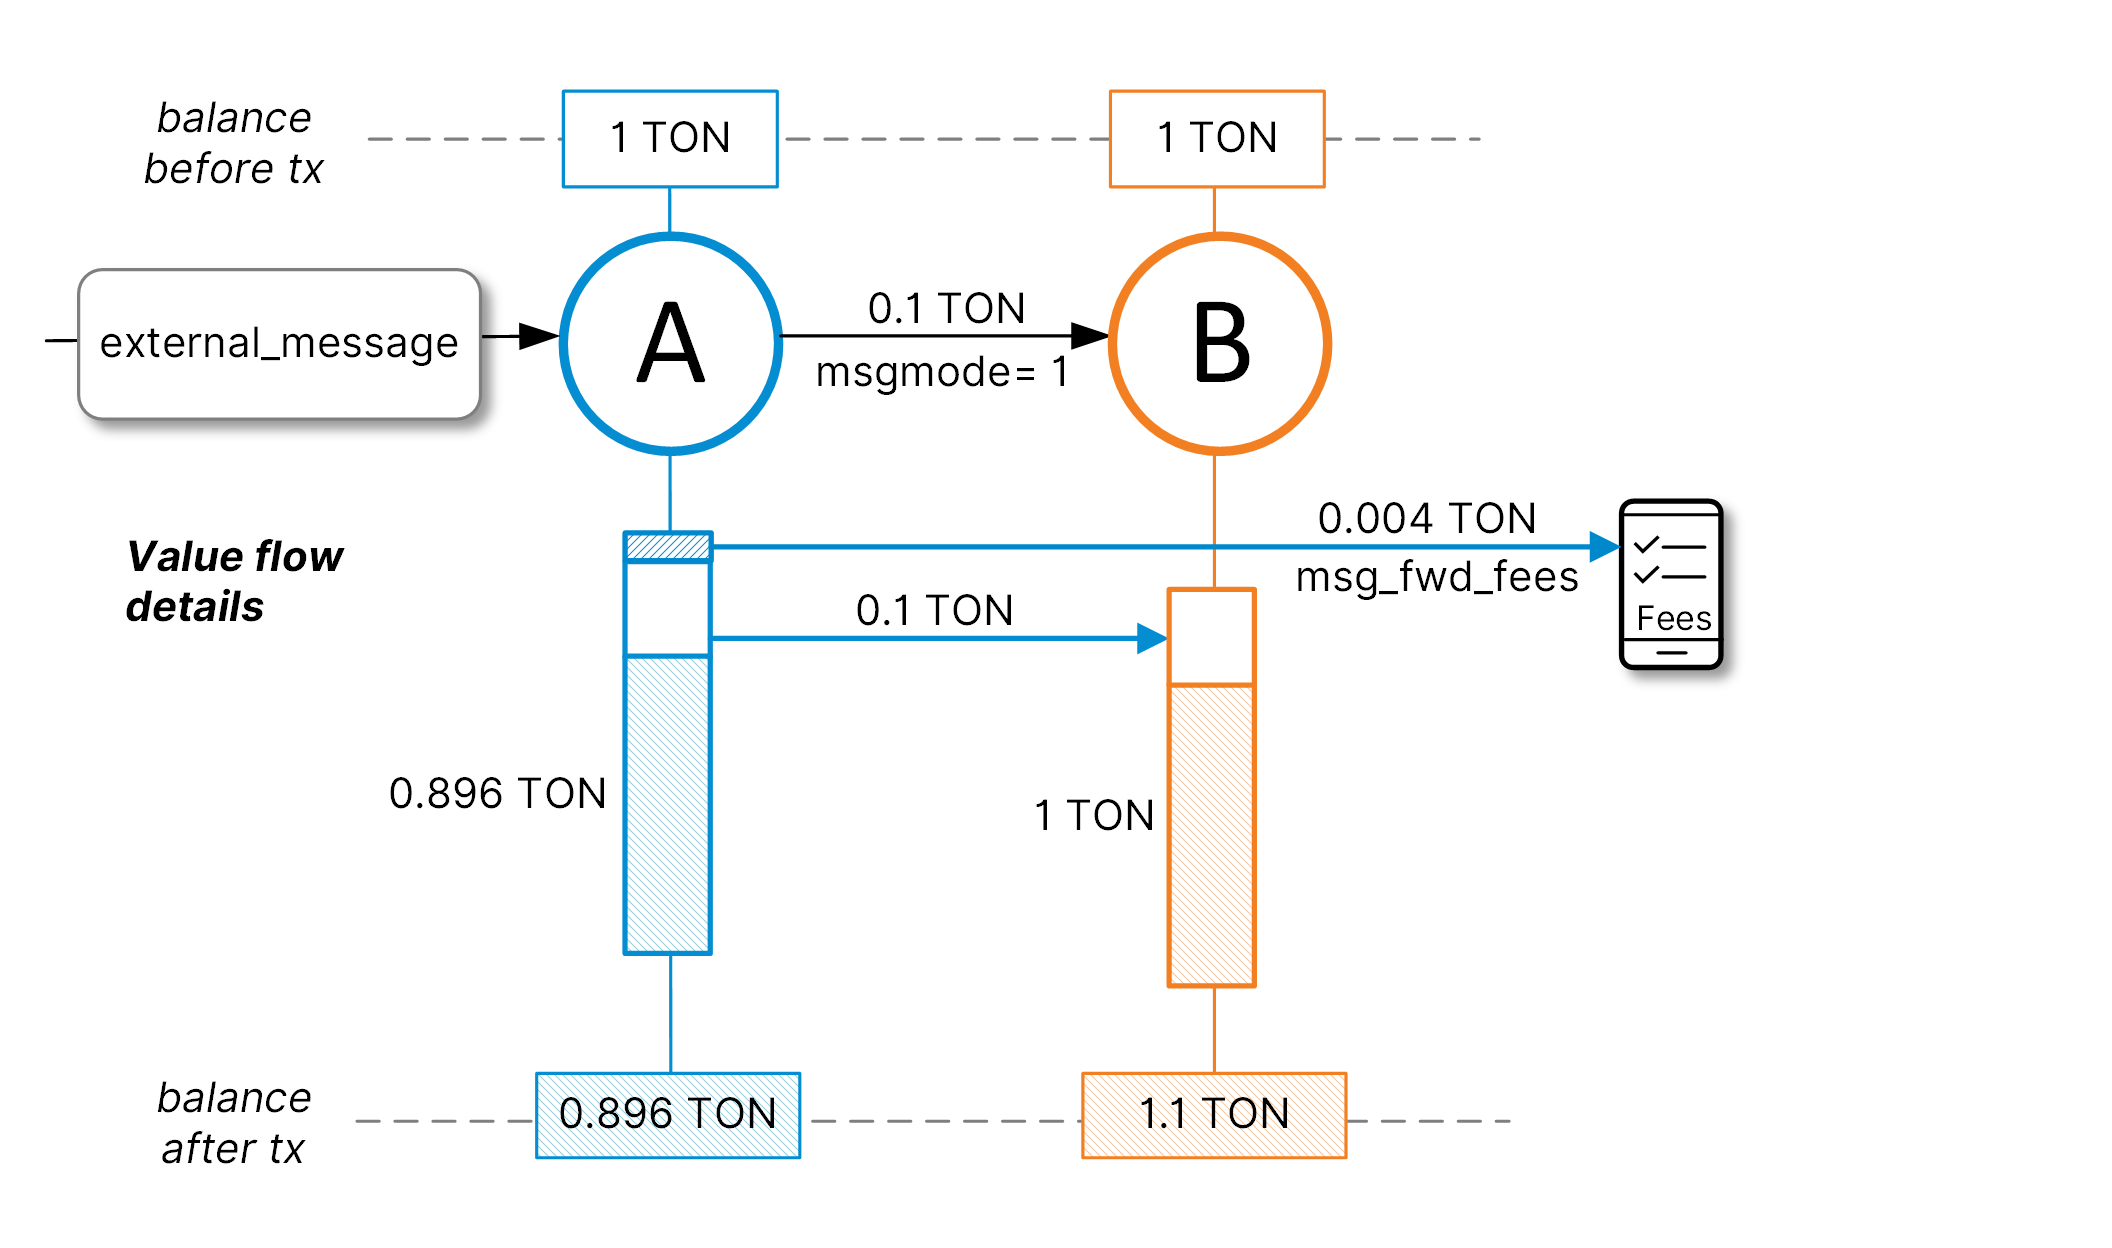 balance
before tx
1 TON
1 TON
external_message
A
0.1 TON
msgmode= 1
B
Value flow
details
0.004 TON
msg_fwd_fees
Fees
0.1 TON
0.896 TON
1 TON
balance
after tx
0.896 TON
1.1 TON